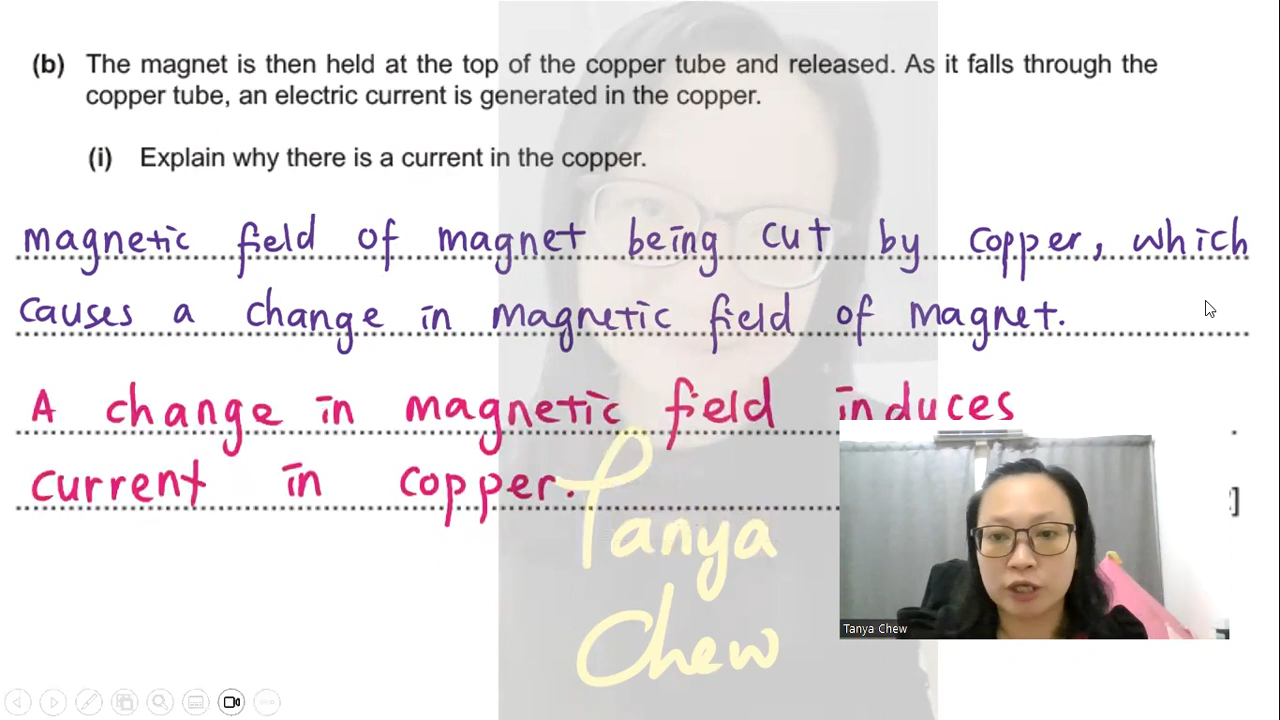 (b) The magnet is then held at the top of the copper tube and released. As it falls through the
copper tube, an electric current is generated in the copper.
(i) Explain why there is a current in the copper.
magnetic field of magnet being cut by copper, which
causes a change in magnetic field of magnet.
A change in magnetic field induces
current in copper.
]
Tanya
Chew
Tanya Chew